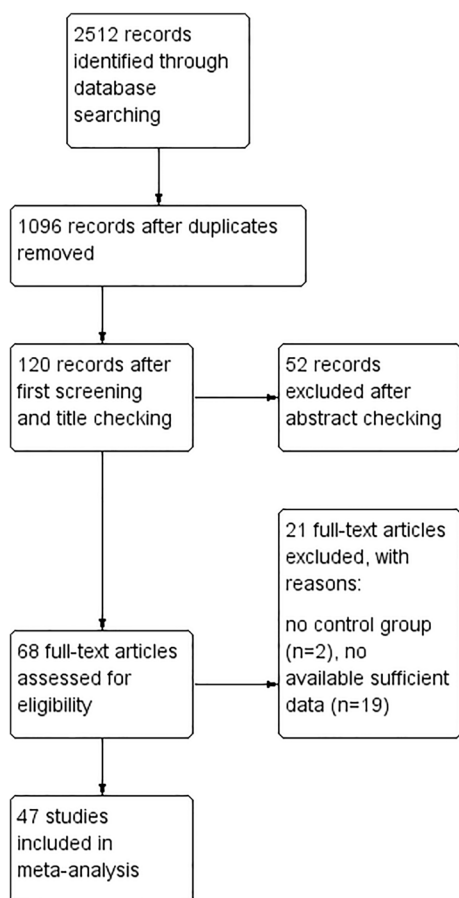 2512 records
identified through
database
searching
1096 records after duplicates
removed
120 records after
first screening
and title checking
52 records
excluded after
abstract checking
21 full-text articles
excluded, with
reasons:
no control group
(n=2), no
available sufficient
data (n=19)
68 full-text articles
assessed for
eligibility
47 studies
included in
meta-analysis